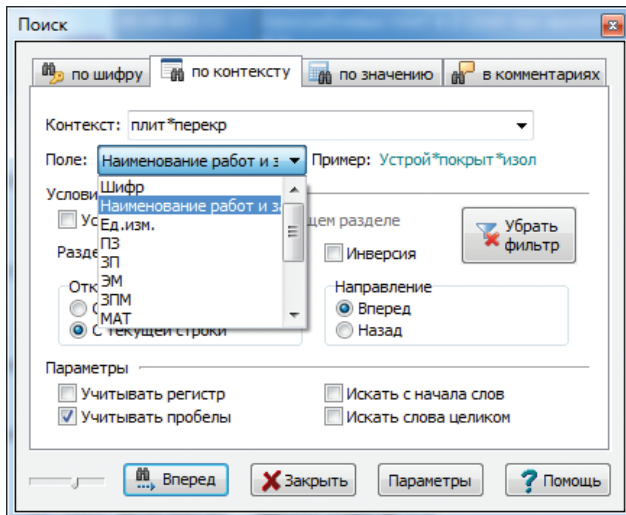 Поиск
по шифру по контексту по значению в комментариях
Контекст: плит*перекр
Поле: Наименование работ и з Пример: Устрой*покрыт*изол
Шифр
Услови
Наименование работ и за
Ус Ед.изм. щем разделе
Убрать фильтр
ПЗ
Разде ЗП Инверсия
ЭМ
Отк ЗПМ Направление
С МАТ Вперед
С текущей строки Назад
Параметры
Учитывать регистр Искать с начала слов
Учитывать пробелы Искать слова целиком
Вперед Закрыть Параметры Помощь